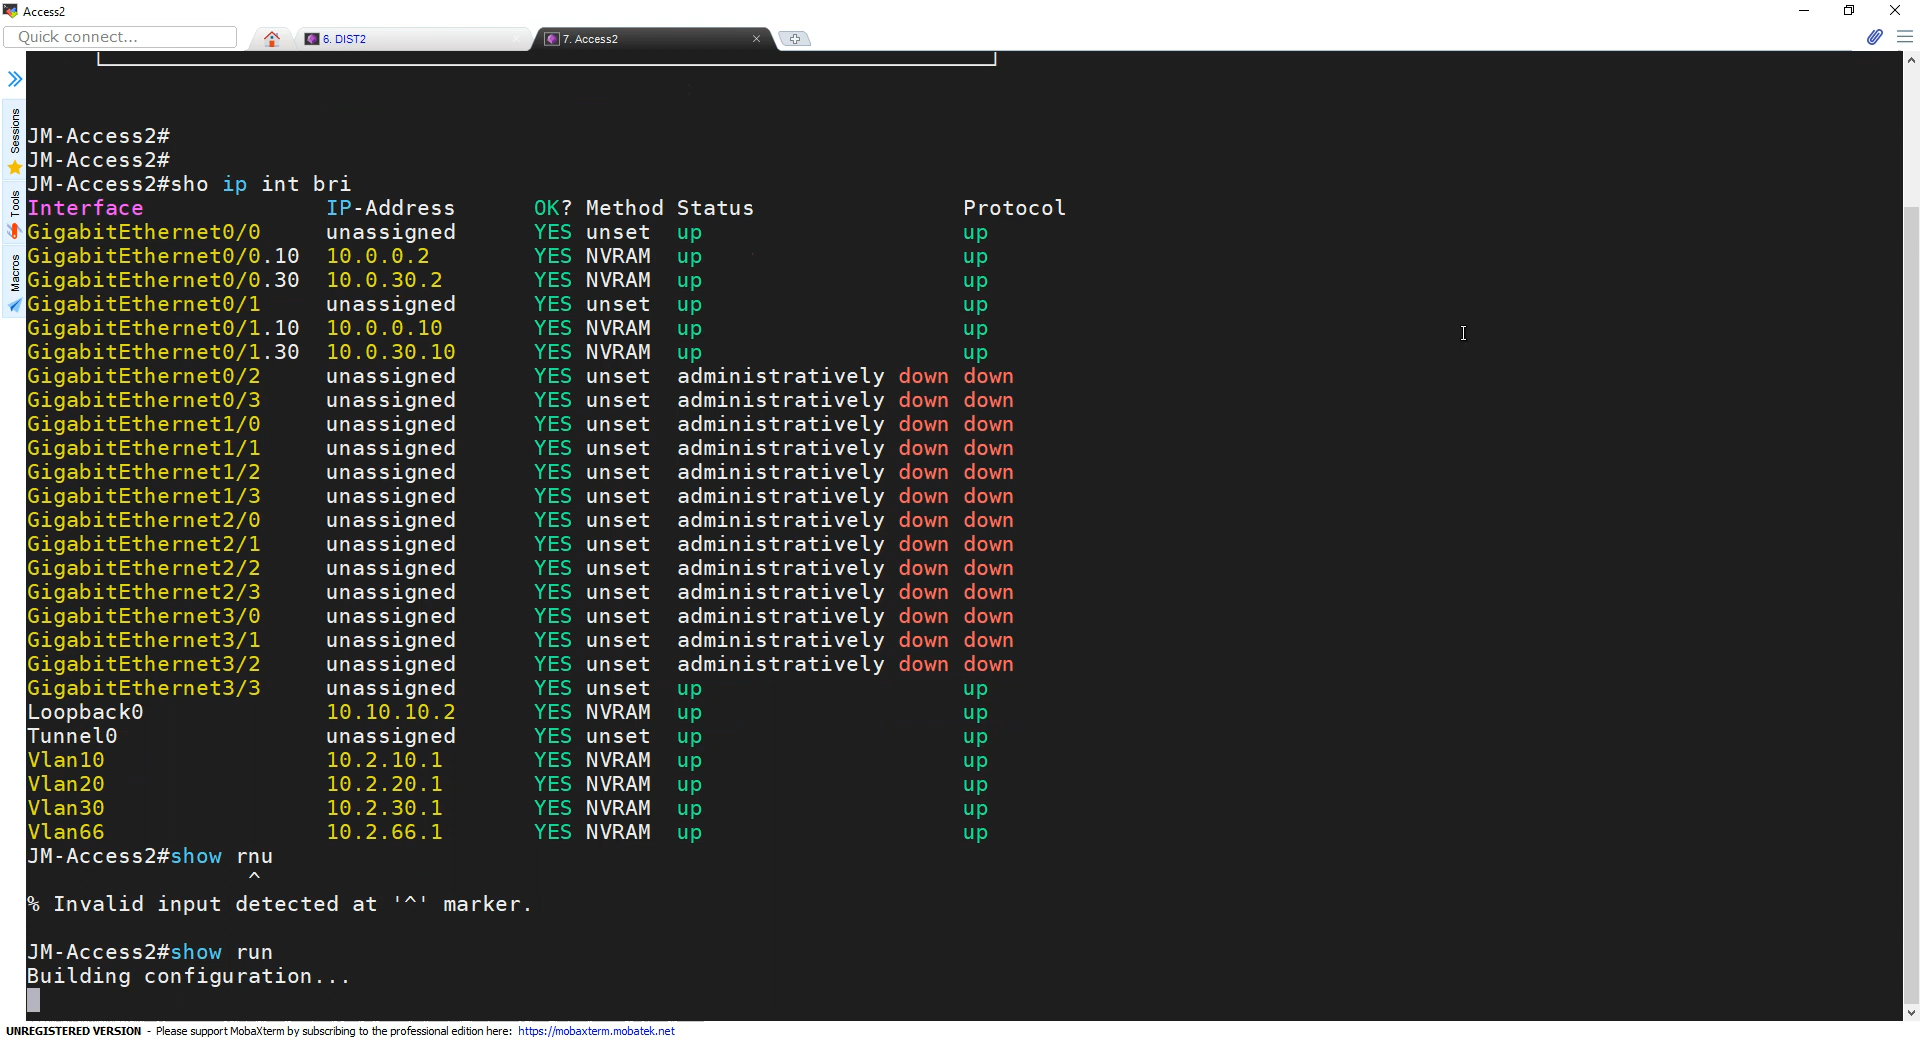 Access2
Quick connect...
6. DIST2
7. Access2
Sessions
Tools
Macros
JM-Access2#
JM-Access2#
JM-Access2#sho ip int bri
Interface IP-Address OK? Method Status Protocol
GigabitEthernet0/0 unassigned YES unset up up
GigabitEthernet0/0.10 10.0.0.2 YES NVRAM up up
GigabitEthernet0/0.30 10.0.30.2 YES NVRAM up up
GigabitEthernet0/1 unassigned YES unset up up
GigabitEthernet0/1.10 10.0.0.10 YES NVRAM up up
GigabitEthernet0/1.30 10.0.30.10 YES NVRAM up up
GigabitEthernet0/2 unassigned YES unset administratively down down
GigabitEthernet0/3 unassigned YES unset administratively down down
GigabitEthernet1/0 unassigned YES unset administratively down down
GigabitEthernet1/1 unassigned YES unset administratively down down
GigabitEthernet1/2 unassigned YES unset administratively down down
GigabitEthernet1/3 unassigned YES unset administratively down down
GigabitEthernet2/0 unassigned YES unset administratively down down
GigabitEthernet2/1 unassigned YES unset administratively down down
GigabitEthernet2/2 unassigned YES unset administratively down down
GigabitEthernet2/3 unassigned YES unset administratively down down
GigabitEthernet3/0 unassigned YES unset administratively down down
GigabitEthernet3/1 unassigned YES unset administratively down down
GigabitEthernet3/2 unassigned YES unset administratively down down
GigabitEthernet3/3 unassigned YES unset up up
Loopback0 10.10.10.2 YES NVRAM up up
Tunnel0 unassigned YES unset up up
Vlan10 10.2.10.1 YES NVRAM up up
Vlan20 10.2.20.1 YES NVRAM up up
Vlan30 10.2.30.1 YES NVRAM up up
Vlan66 10.2.66.1 YES NVRAM up up
JM-Access2#show rnu
^
% Invalid input detected at '^' marker.
JM-Access2#show run
Building configuration...
UNREGISTERED VERSION - Please support MobaXterm by subscribing to the professional edition here: https://mobaxterm.mobatek.net